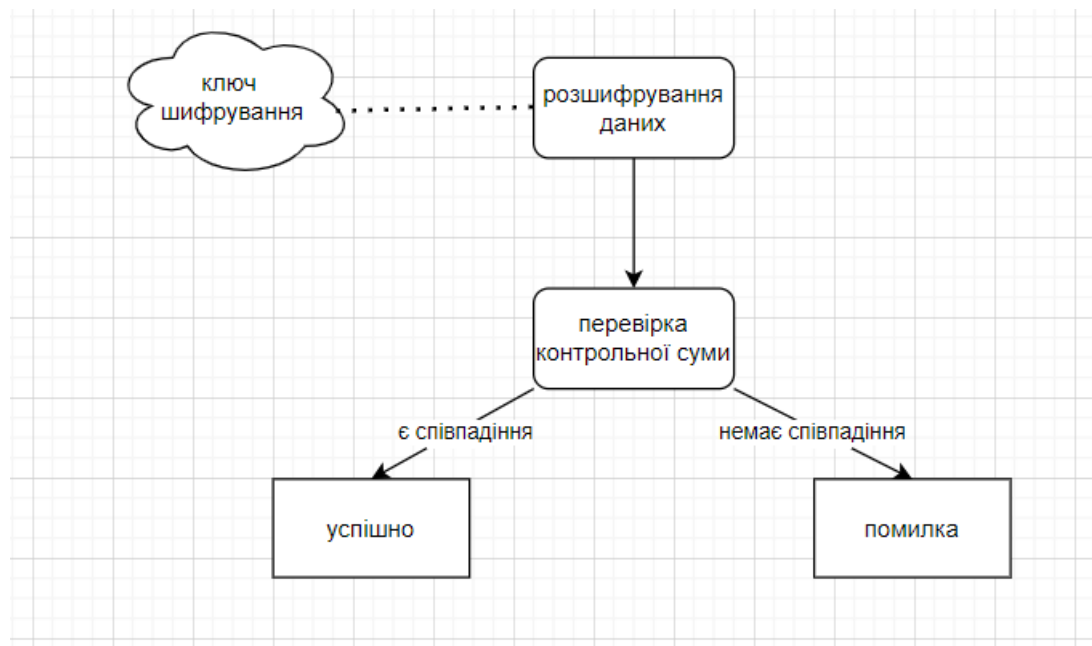 ключ
шифрування
розшифрування
даних
перевірка
контрольної суми
є співпадіння
немає співпадіння
успішно
помилка